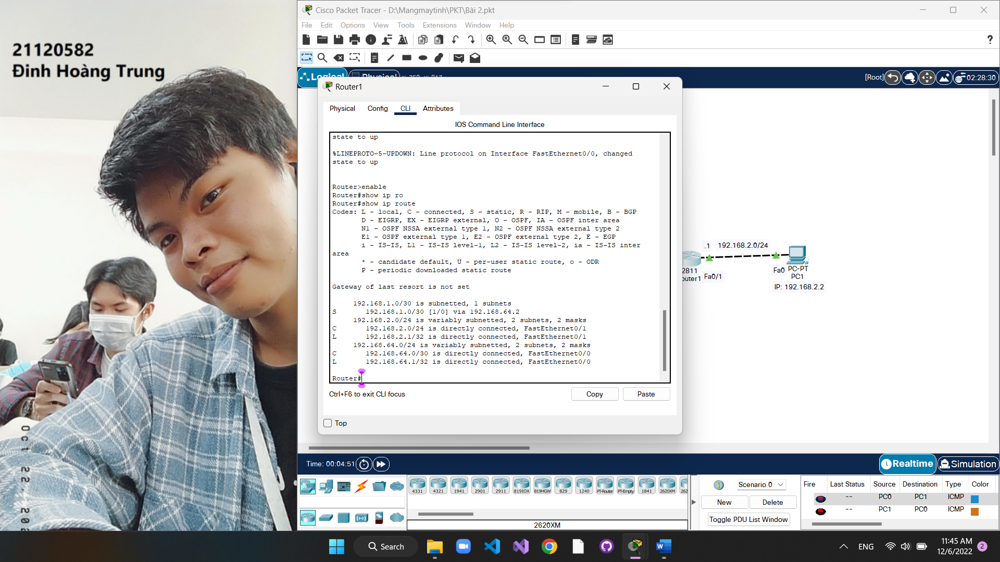 21120582
Đinh Hoàng Trung
Cisco Packet Tracer - D:\Mangmaytinh\PKT\Bài 2.pkt
File Edit Options View Tools Extensions Window Help
?
Logical Physical
[Root] 02:28:30
Router1
Physical Config CLI Attributes
IOS Command Line Interface
state to up
%LINEPROTO-5-UPDOWN: Line protocol on Interface FastEthernet0/0, changed
state to up
Router>enable
Router#show ip ro
Router#show ip route
Codes: L - local, C - connected, S - static, R - RIP, M - mobile, B - BGP
D - EIGRP, EX - EIGRP external, O - OSPF, IA - OSPF inter area
N1 - OSPF NSSA external type 1, N2 - OSPF NSSA external type 2
E1 - OSPF external type 1, E2 - OSPF external type 2, E - EGP
i - IS-IS, L1 - IS-IS level-1, L2 - IS-IS level-2, ia - IS-IS inter
area
* - candidate default, U - per-user static route, o - ODR
P - periodic downloaded static route
Gateway of last resort is not set
192.168.1.0/30 is subnetted, 1 subnets
S 192.168.1.0/30 [1/0] via 192.168.64.2
192.168.2.0/24 is variably subnetted, 2 subnets, 2 masks
C 192.168.2.0/24 is directly connected, FastEthernet0/1
L 192.168.2.1/32 is directly connected, FastEthernet0/1
192.168.64.0/24 is variably subnetted, 2 subnets, 2 masks
C 192.168.64.0/30 is directly connected, FastEthernet0/0
L 192.168.64.1/32 is directly connected, FastEthernet0/0
Router#
Ctrl+F6 to exit CLI focus
Copy Paste
Top
.1 192.168.2.0/24
2811
outer1 Fa0/1
Fa0 PC-PT
PC1
IP: 192.168.2.2
Time: 00:04:51
Realtime Simulation
4331 4321 1941 2901 2911 819IOX 819HGW 829 1240 PT-Router PT-Empty 1841 2620XM 262
2620XM
Scenario 0
New Delete
Toggle PDU List Window
Fire Last Status Source Destination Type Color
-- PC0 PC1 ICMP
-- PC1 PC0 ICMP
Search
ENG
11:45 AM
12/6/2022
2
Oct 22 202